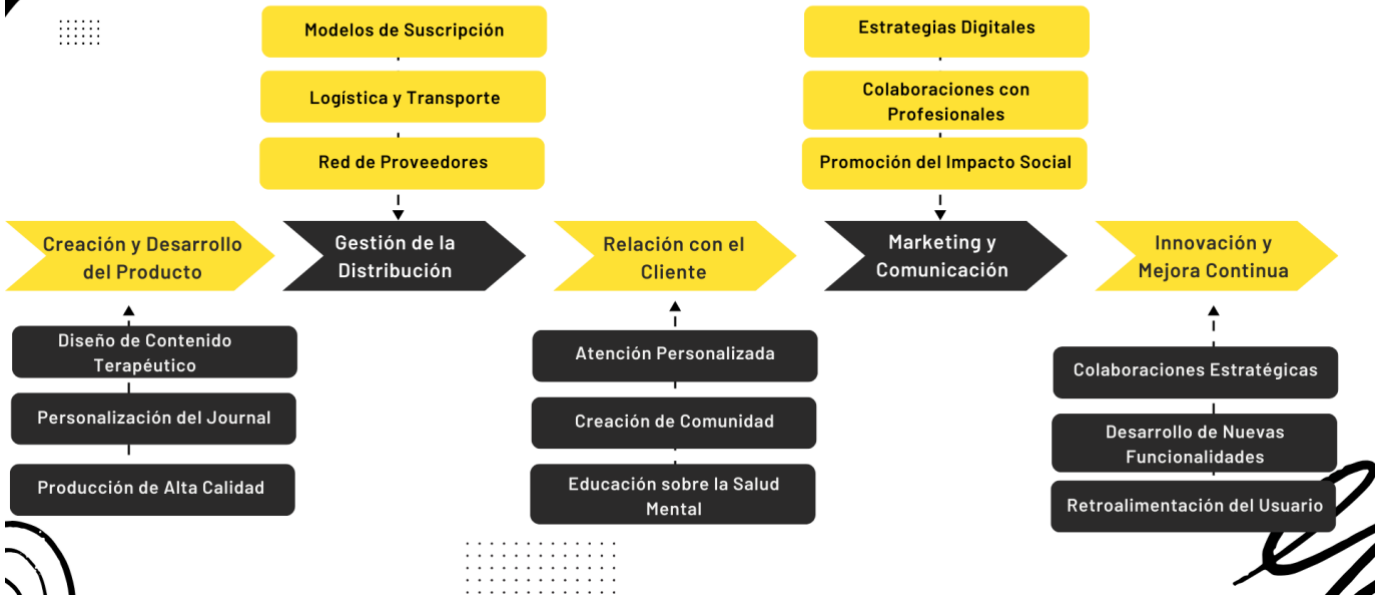 Modelos de Suscripción
Logística y Transporte
Red de Proveedores
Estrategias Digitales
Colaboraciones con
Profesionales
Promoción del Impacto Social
Creación y Desarrollo
del Producto
Gestión de la
Distribución
Relación con el
Cliente
Marketing y
Comunicación
Innovación y
Mejora Continua
Diseño de Contenido
Terapéutico
Personalización del Journal
Producción de Alta Calidad
Atención Personalizada
Creación de Comunidad
Educación sobre la Salud
Mental
Colaboraciones Estratégicas
Desarrollo de Nuevas
Funcionalidades
Retroalimentación del Usuario